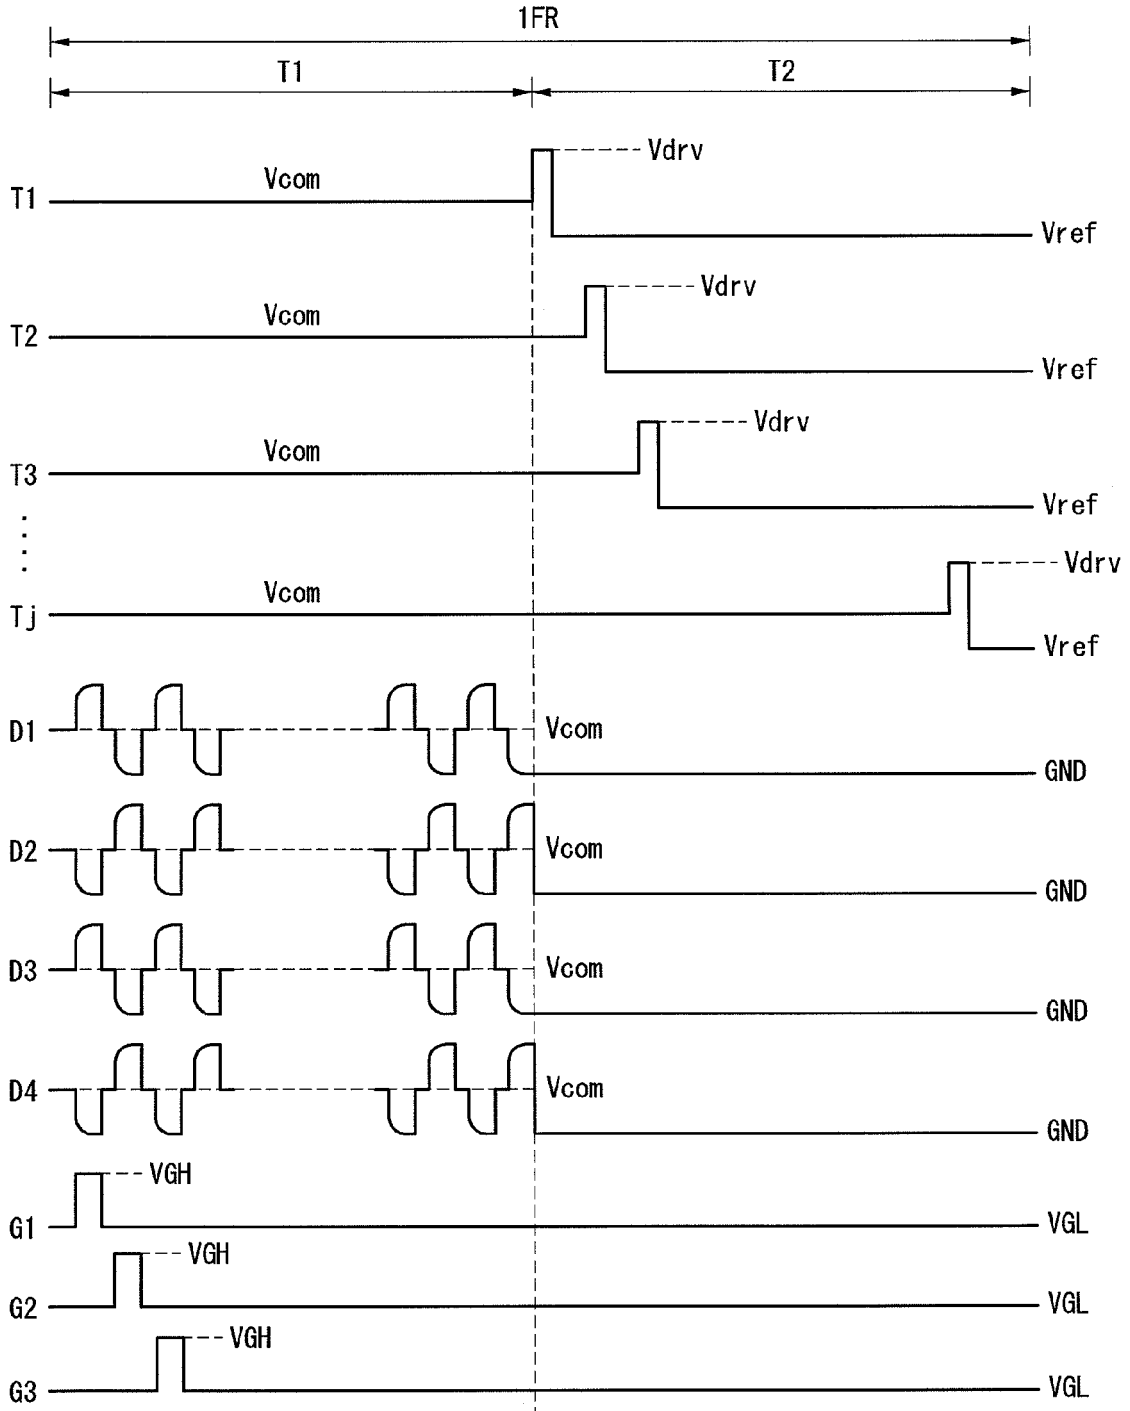 1FR
T1 T2
Vdrv
T1 Vcom
Vref
Vdrv
T2 Vcom
Vref
Vdrv
T3 Vcom
Vref
Vdrv
Tj Vcom
Vref
D1 Vcom
GND
D2 Vcom
GND
D3 Vcom
GND
D4 Vcom
GND
VGH
G1 VGL
VGH
G2 VGL
VGH
G3 VGL